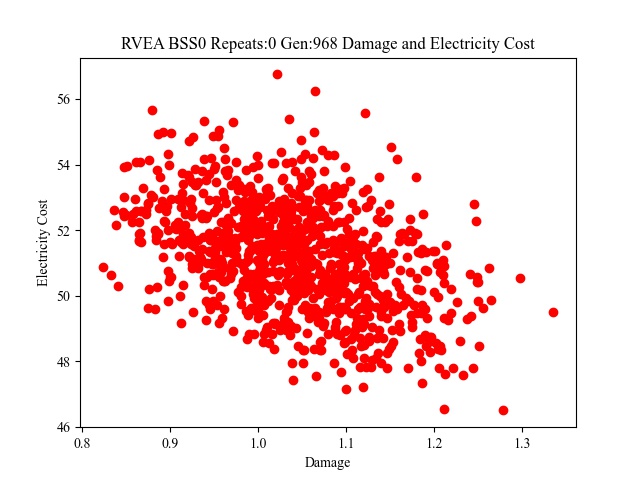 RVEA BSS0 Repeats:0 Gen:968 Damage and Electricity Cost
56
54
52
50
48
46
Electricity Cost
0.8 0.9 1.0 1.1 1.2 1.3
Damage